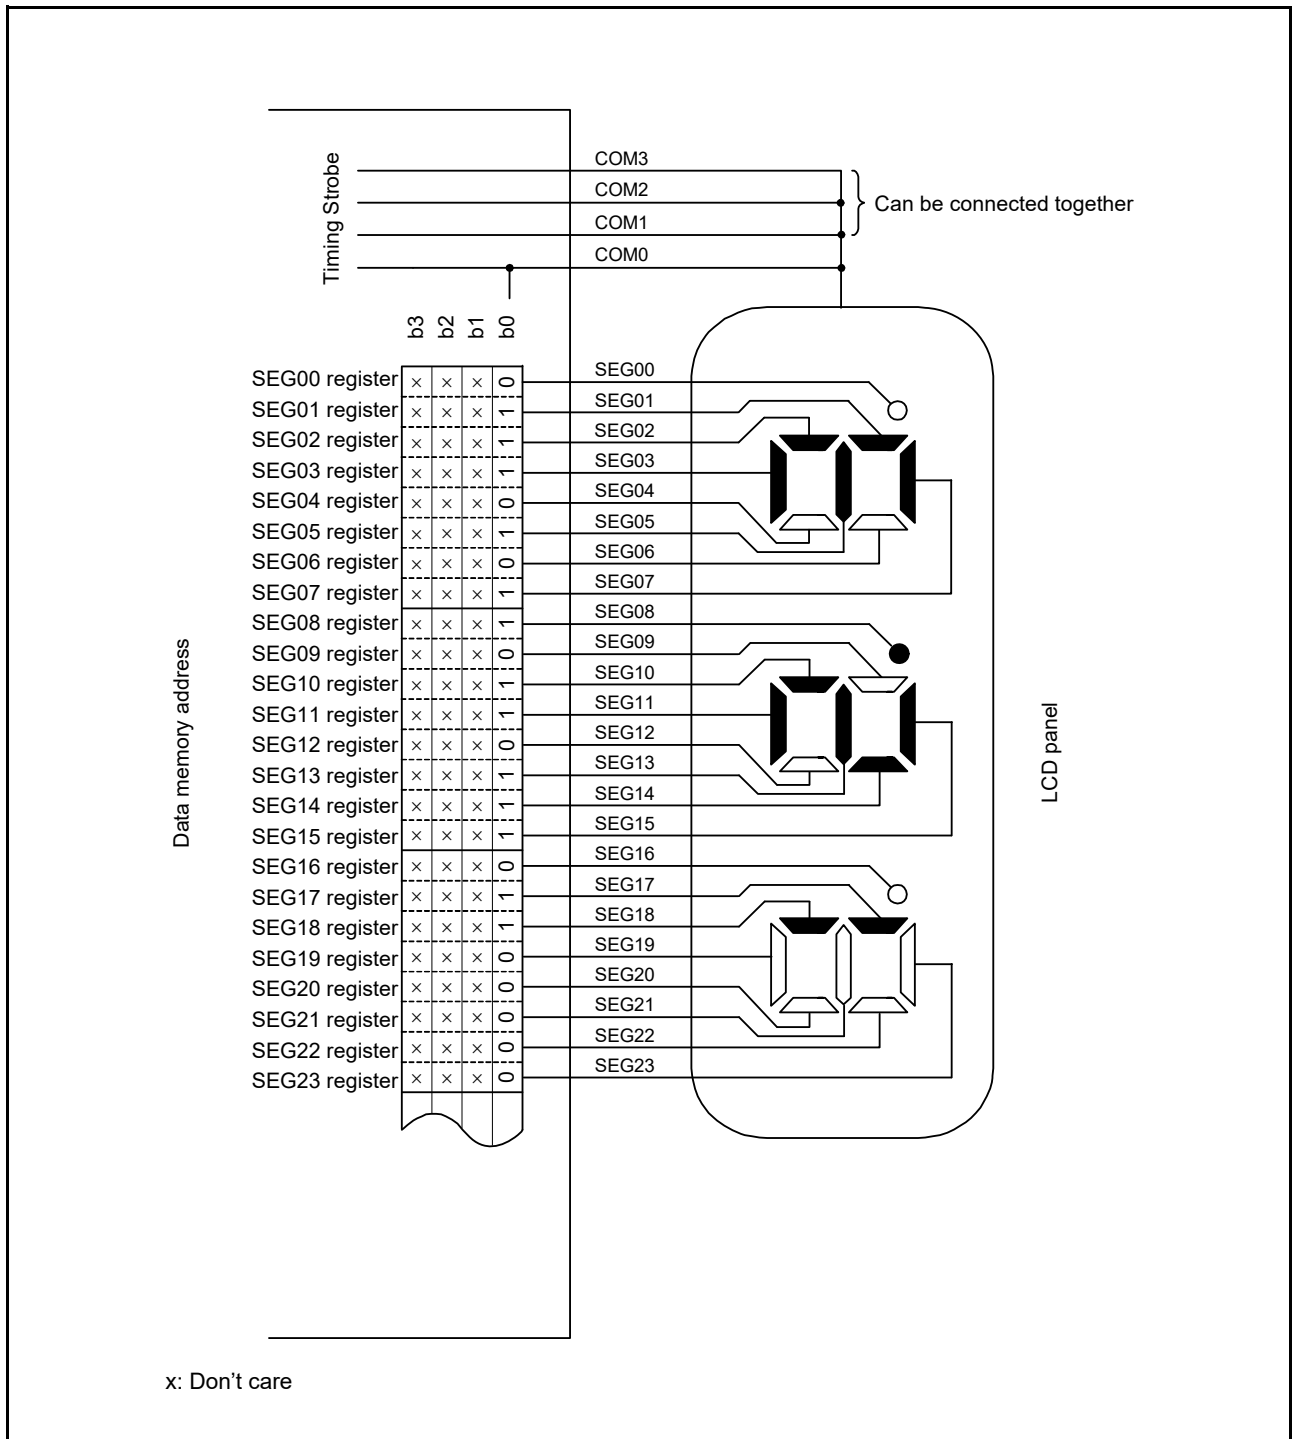 COM3
COM2
Can be connected together
COM1
COM0
Timing Strobe
b3 b2 b1 b0
SEG00 register × × × 0 SEG00
SEG01 register × × × 1 SEG01
SEG02 register × × × 1 SEG02
SEG03 register × × × 1 SEG03
SEG04 register × × × 0 SEG04
SEG05 register × × × 1 SEG05
SEG06 register × × × 0 SEG06
SEG07 register × × × 1 SEG07
SEG08 register × × × 1 SEG08
SEG09 register × × × 0 SEG09
SEG10 register × × × 1 SEG10
SEG11 register × × × 1 SEG11
SEG12 register × × × 0 SEG12
SEG13 register × × × 1 SEG13
SEG14 register × × × 1 SEG14
SEG15 register × × × 1 SEG15
SEG16 register × × × 0 SEG16
SEG17 register × × × 1 SEG17
SEG18 register × × × 1 SEG18
SEG19 register × × × 0 SEG19
SEG20 register × × × 0 SEG20
SEG21 register × × × 0 SEG21
SEG22 register × × × 0 SEG22
SEG23 register × × × 0 SEG23
Data memory address
LCD panel
x: Don’t care